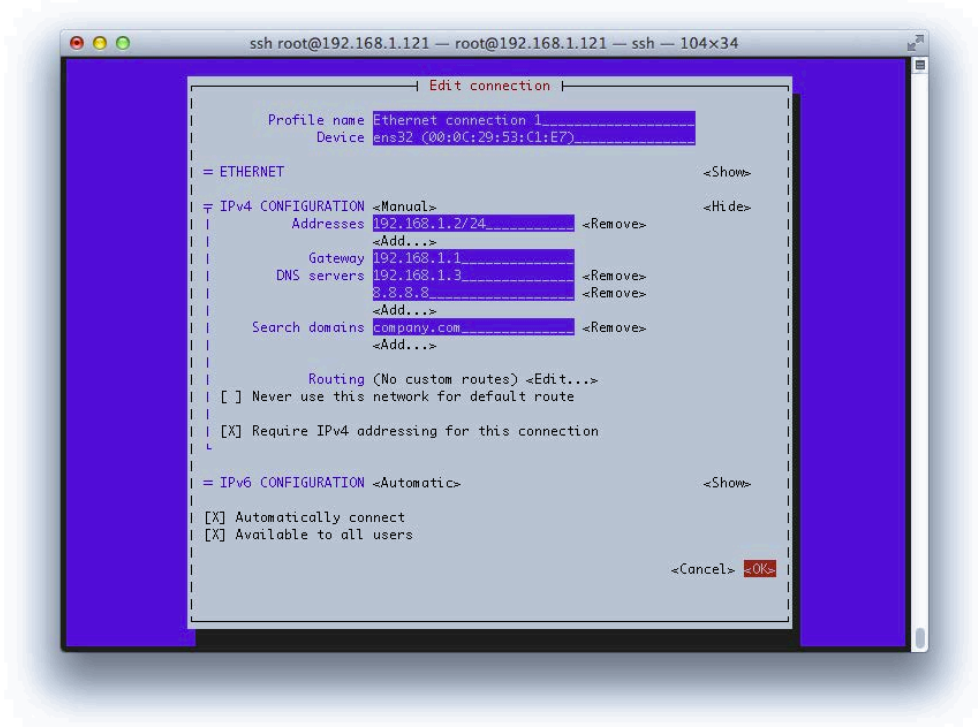 ssh root@192.168.1.121 — root@192.168.1.121 — ssh — 104×34
Edit connection
Profile name Ethernet connection 1
Device ens32 (00:0C:29:53:C1:E7)
= ETHERNET <Show>
IPv4 CONFIGURATION <Manual> <Hide>
Addresses 192.168.1.2/24 <Remove>
<Add...>
Gateway 192.168.1.1
DNS servers 192.168.1.3 <Remove>
8.8.8.8 <Remove>
<Add...>
Search domains company.com <Remove>
<Add...>
Routing (No custom routes) <Edit...>
[ ] Never use this network for default route
[X] Require IPv4 addressing for this connection
= IPv6 CONFIGURATION <Automatic> <Show>
[X] Automatically connect
[X] Available to all users
<Cancel> <OK>